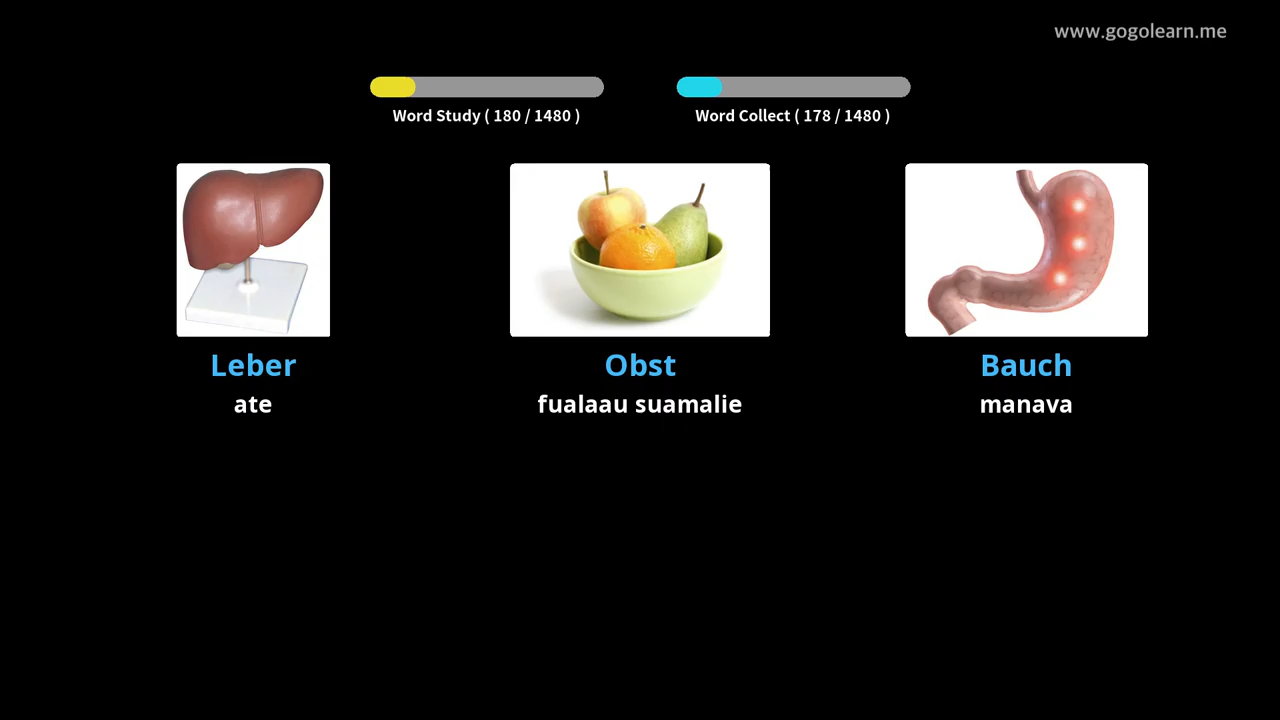 www.gogolearn.me
Word Study ( 180 / 1480 )
Word Collect ( 178 / 1480 )
Leber
ate
Obst
fualaau suamalie
Bauch
manava